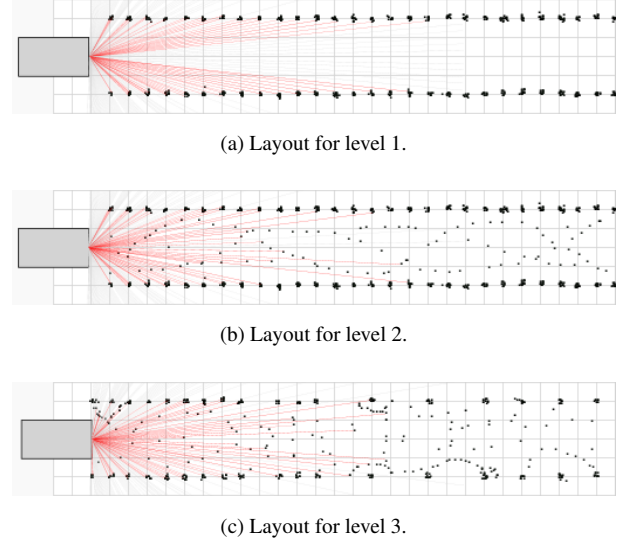 (a) Layout for level 1.
(b) Layout for level 2.
(c) Layout for level 3.